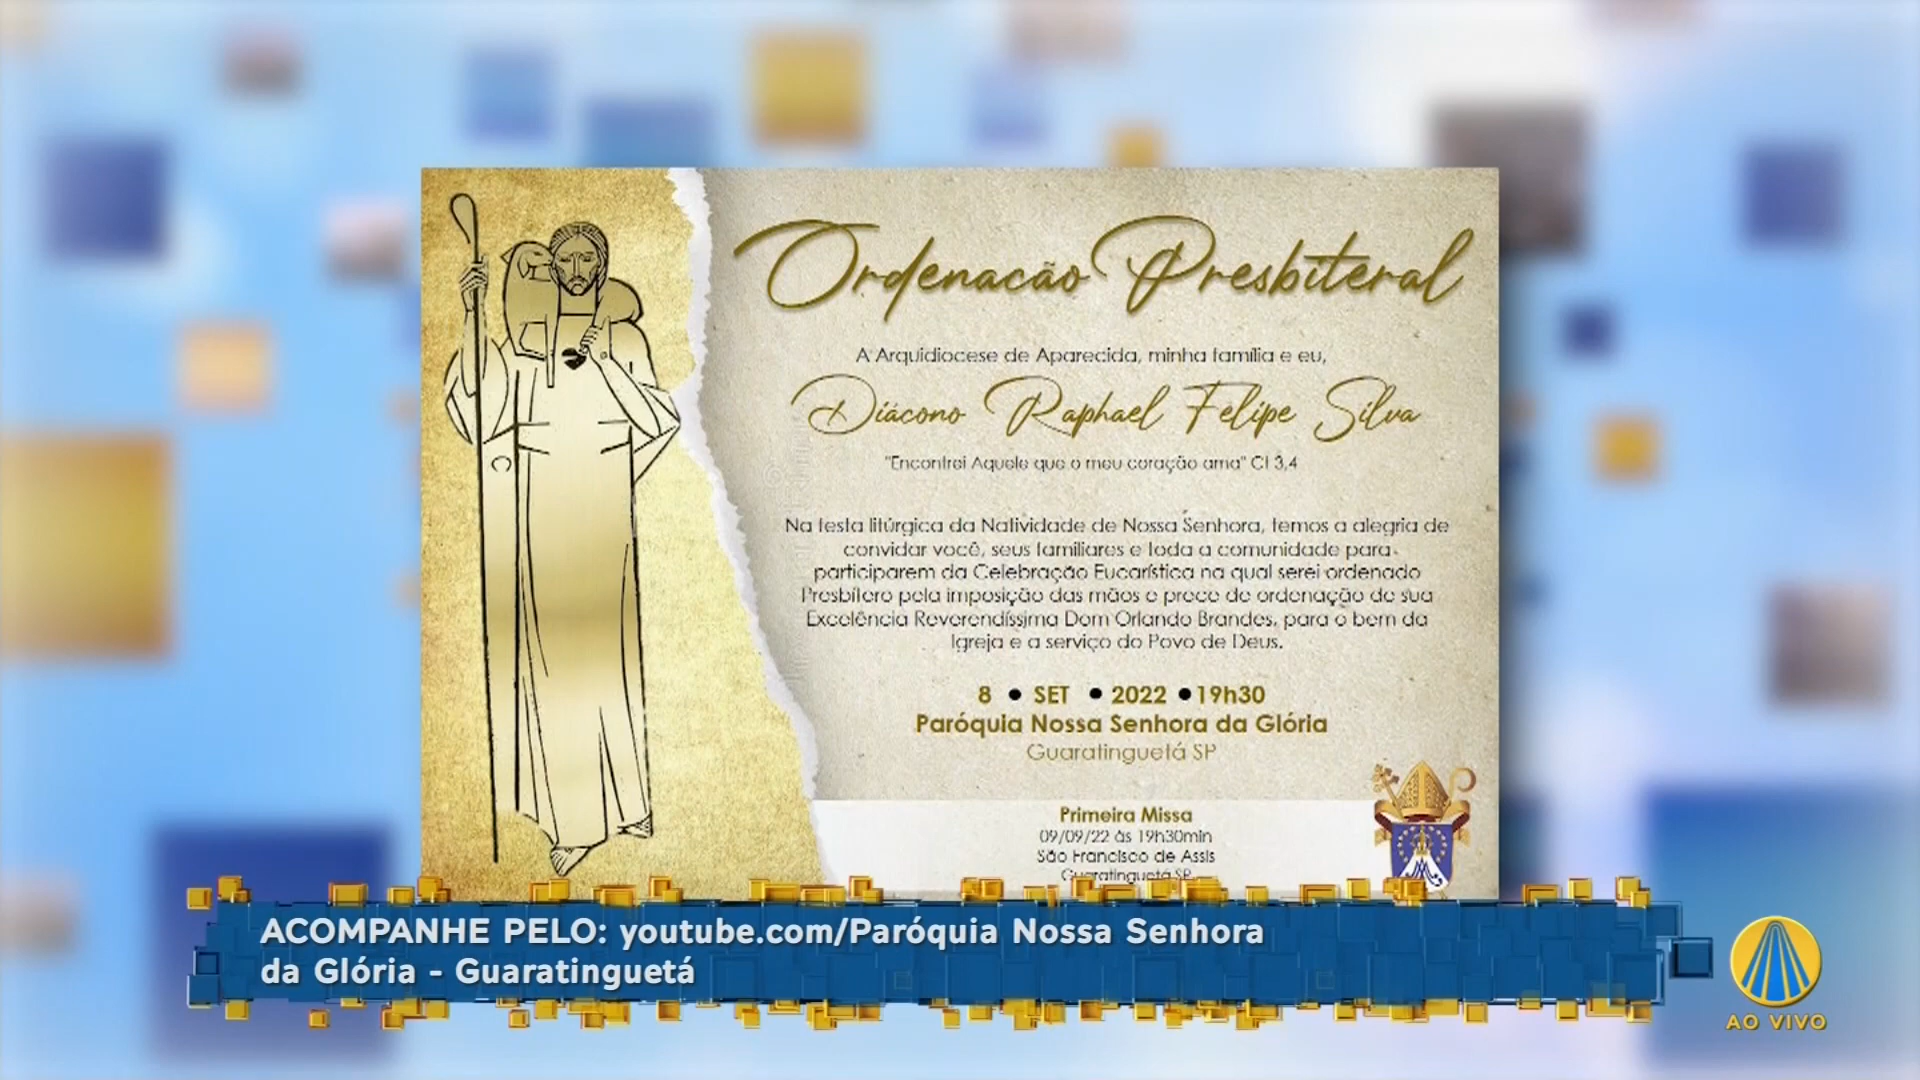 Ordenacão Presbiteral
A Arquidiocese de Aparecida, minha família e eu,
Diácono Raphael Felipe Silva
"Encontrei Aquele que o meu coração ama" Ct 3,4
Na festa litúrgica da Natividade de Nossa Senhora, temos a alegria de
convidar você, seus familiares e toda a comunidade para
participarem da Celebração Eucarística na qual serei ordenado
Presbítero pela imposição das mãos e prece de ordenação de sua
Excelência Reverendíssima Dom Orlando Brandes, para o bem da
Igreja e a serviço do Povo de Deus.
8 • SET • 2022 • 19h30
Paróquia Nossa Senhora da Glória
Guaratinguetá SP
Primeira Missa
09/09/22 às 19h30min
São Francisco de Assis
Guaratinguetá SP
ACOMPANHE PELO: youtube.com/Paróquia Nossa Senhora
da Glória - Guaratinguetá
AO VIVO